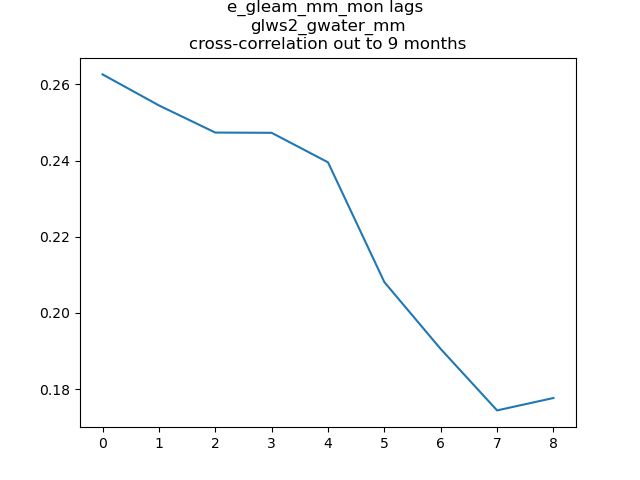 e_gleam_mm_mon lags
glws2_gwater_mm
cross-correlation out to 9 months
0.26
0.24
0.22
0.20
0.18
0 1 2 3 4 5 6 7 8